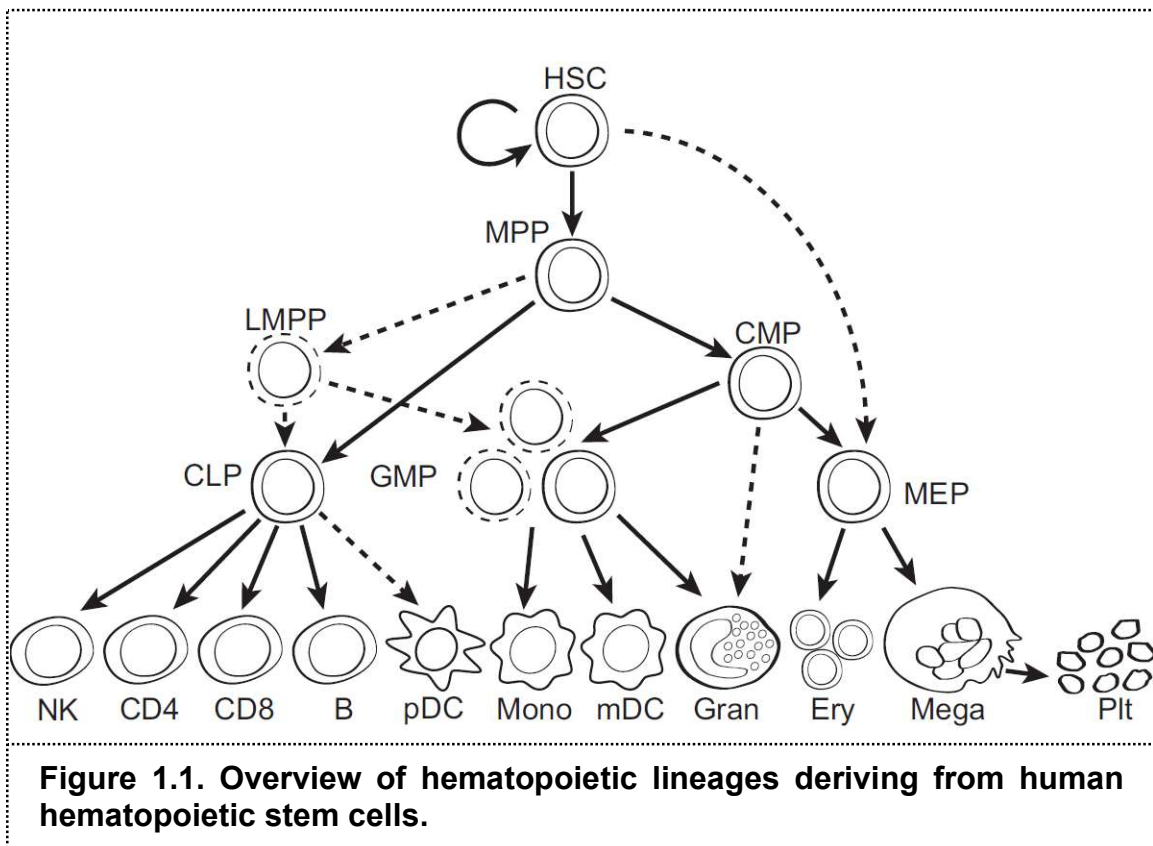 HSC
MPP
LMPP
CMP
CLP
GMP
MEP
NK CD4 CD8 B pDC Mono mDC Gran Ery Mega Plt
Figure 1.1. Overview of hematopoietic lineages deriving from human
hematopoietic stem cells.